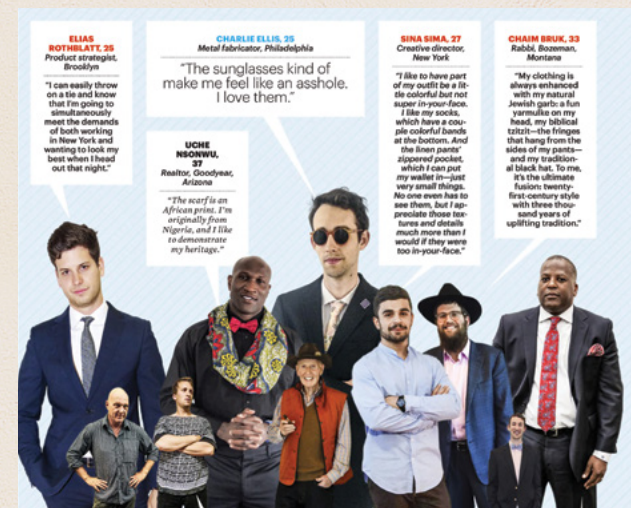 ELIAS
ROTHBLATT, 25
Product strategist,
Brooklyn
"I can easily throw
on a tie and know
that I'm going to
simultaneously
meet the demands
of both working
in New York and
wanting to look my
best when I head
out that night."
CHARLIE ELLIS, 25
Metal fabricator, Philadelphia
"The sunglasses kind of
make me feel like an asshole.
I love them."
UCHE
NSONWU,
37
Realtor, Goodyear,
Arizona
"The scarf is an
African print. I'm
originally from
Nigeria, and I like
to demonstrate
my heritage."
SINA SIMA, 27
Creative director,
New York
"I like to have part
of my outfit be a lit-
tle colorful but not
super in-your-face.
I like my socks,
which have a cou-
ple colorful bands
at the bottom. And
the linen pants'
zippered pocket,
which I can put
my wallet in—just
very small things.
No one even has to
see them, but I ap-
preciate those tex-
tures and details
much more than I
would if they were
too in-your-face."
CHAIM BRUK, 33
Rabbi, Bozeman,
Montana
"My clothing is
always enhanced
with my natural
Jewish garb: a fun
yarmulke on my
head, my biblical
tzitzit—the fringes
that hang from the
sides of my pants—
and my tradition-
al black hat. To me,
it's the ultimate
fusion: twenty-
first-century style
with three thou-
sand years of
uplifting tradition."